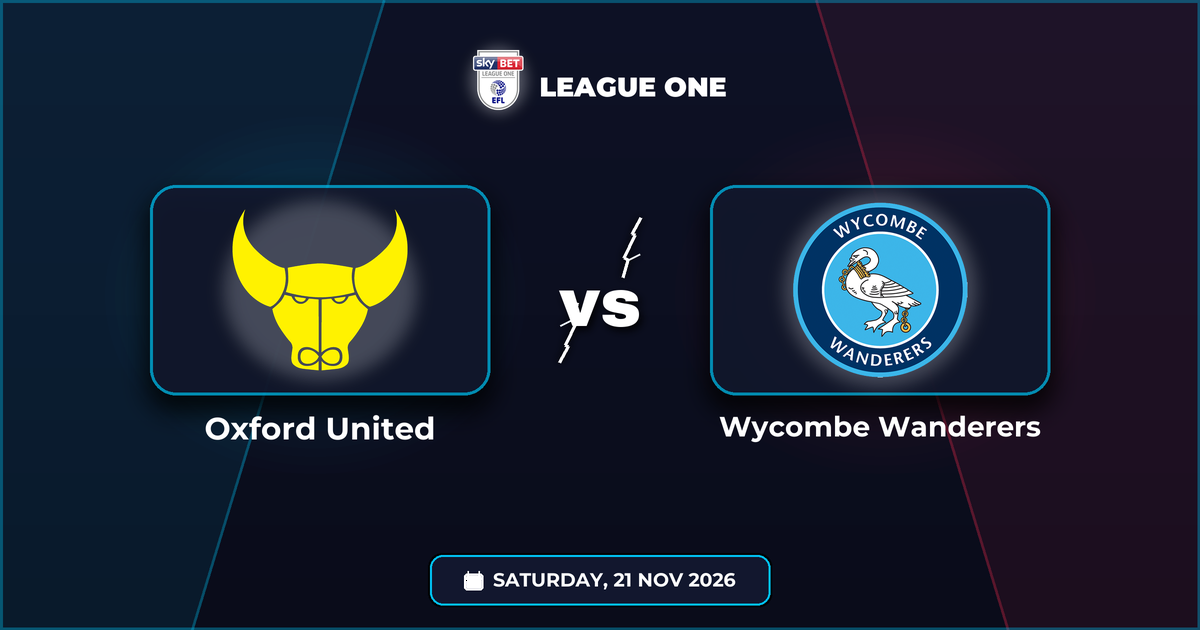 sky BET
LEAGUE ONE
EFL
LEAGUE ONE
WYCOMBE
WANDERERS
VS
Oxford United
Wycombe Wanderers
SATURDAY, 21 NOV 2026